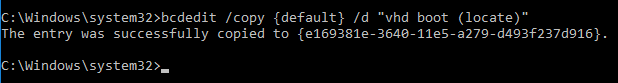 C:\Windows\system32>bcdedit /copy {default} /d "vhd boot (locate)"
The entry was successfully copied to {e169381e-3640-11e5-a279-d493f237d916}.
C:\Windows\system32>_